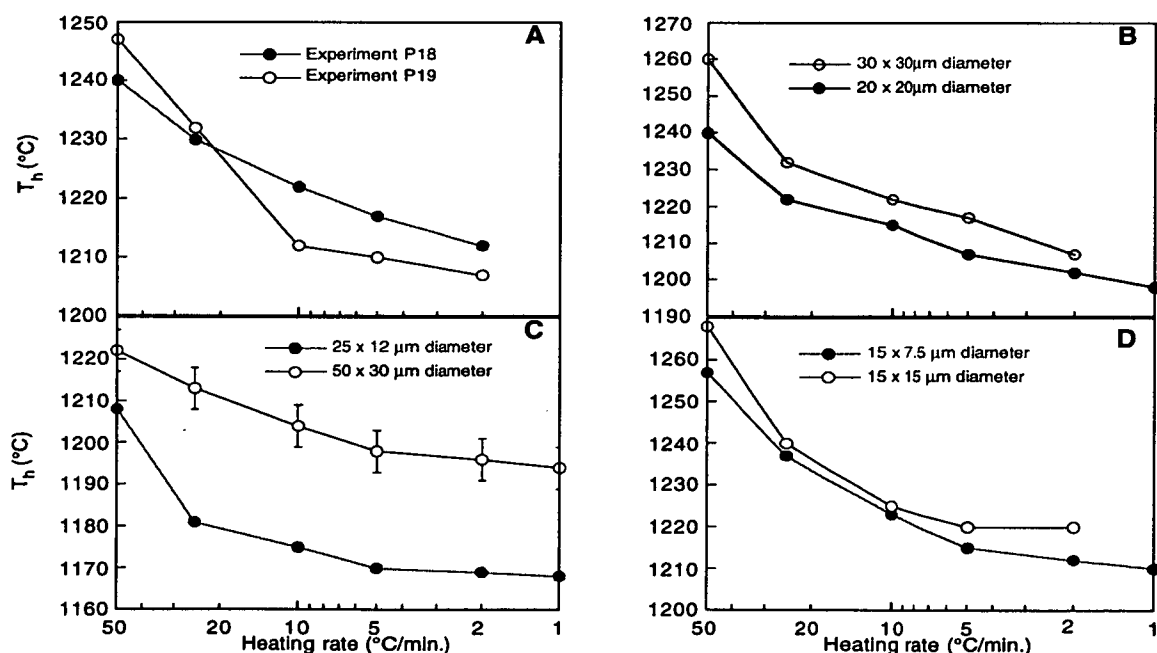 A
Experiment P18
Experiment P19
1250
1240
1230
1220
1210
1200
T_h (°C)
B
30 x 30µm diameter
20 x 20µm diameter
1270
1260
1250
1240
1230
1220
1210
1200
1190
C
25 x 12 µm diameter
50 x 30 µm diameter
1220
1210
1200
1190
1180
1170
1160
T_h (°C)
50
20
10
5
2
1
Heating rate (°C/min.)
D
15 x 7.5 µm diameter
15 x 15 µm diameter
1260
1250
1240
1230
1220
1210
1200
50
20
10
5
2
1
Heating rate (°C/min.)